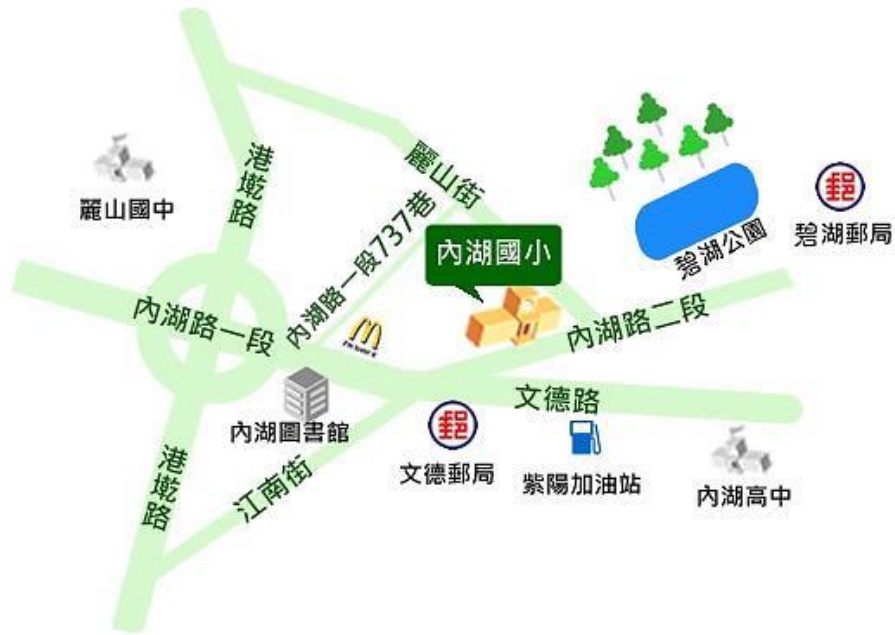 港墘路
麗山街
麗山國中
內湖路一段737巷
內湖國小
碧湖公園
郵
碧湖郵局
內湖路一段
內湖路二段
內湖圖書館
文德路
郵
文德郵局
紫陽加油站
內湖高中
港墘路
江南街